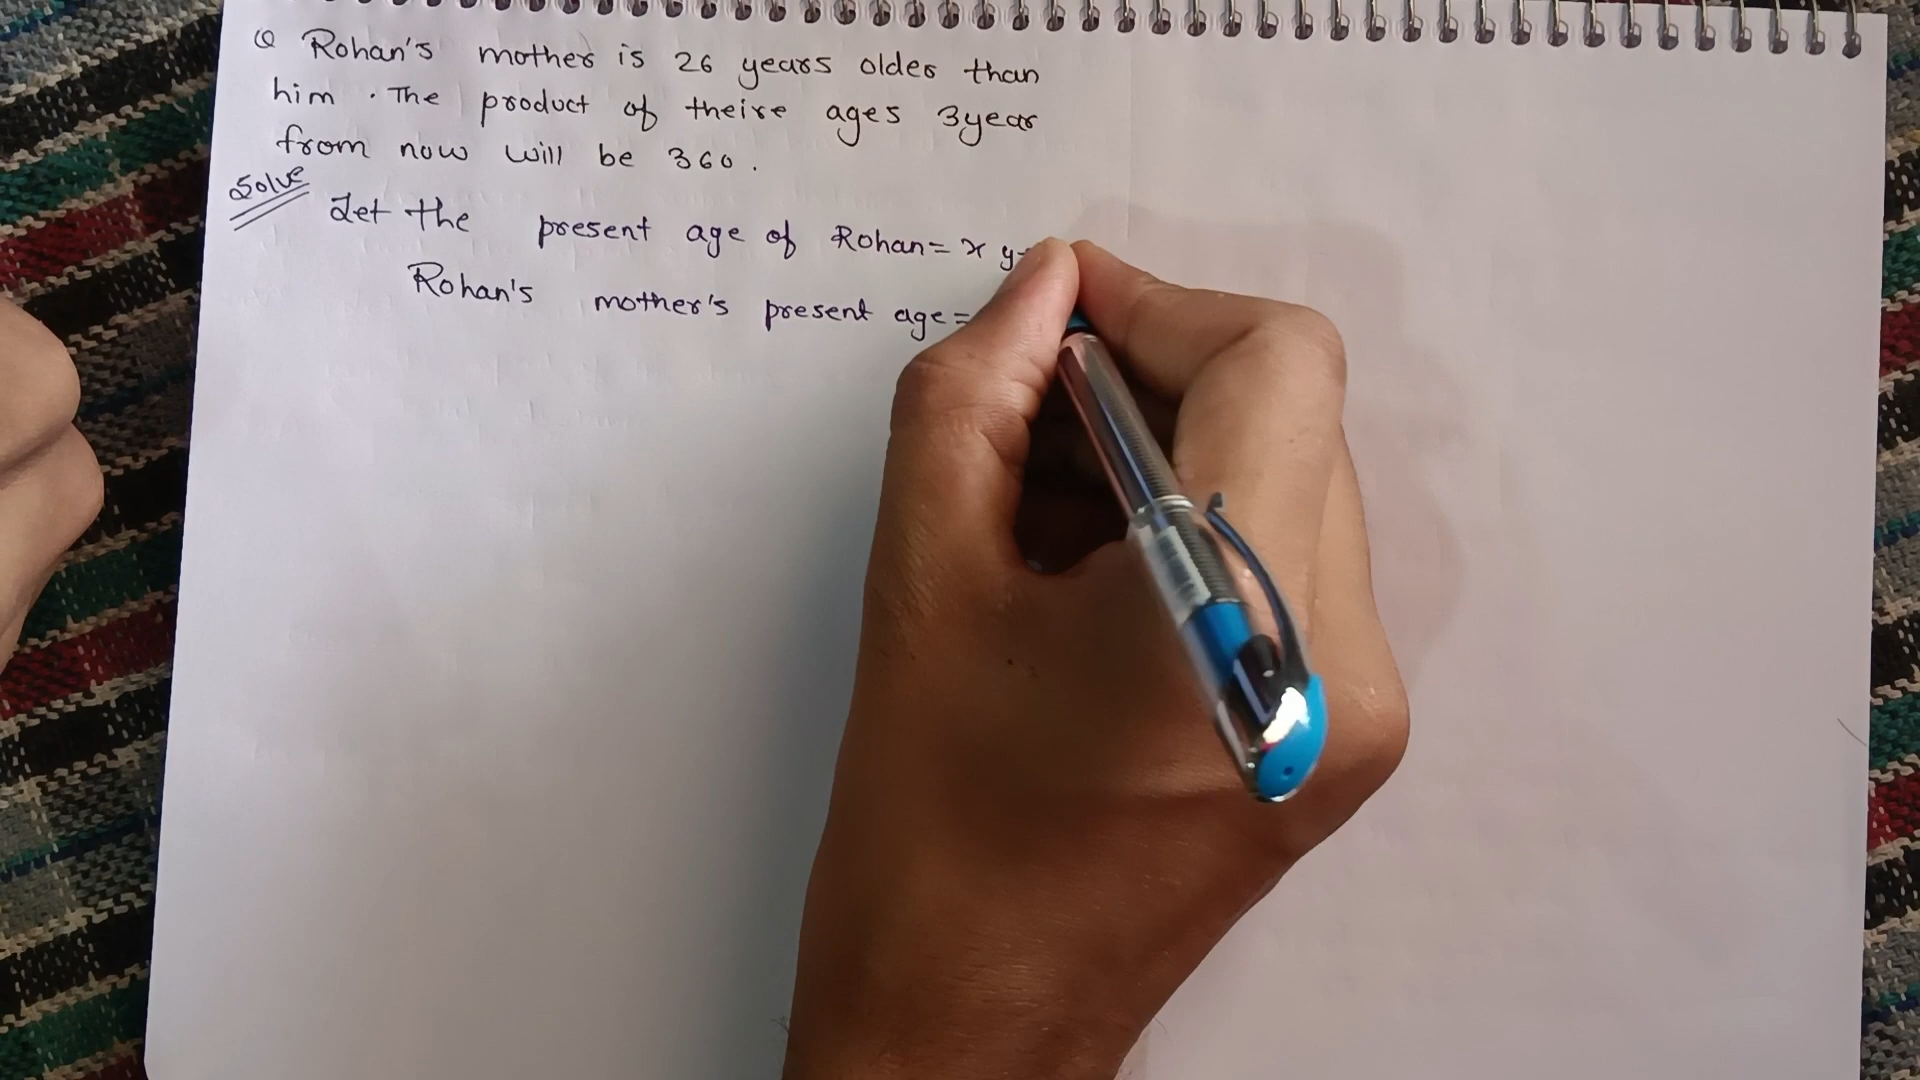 Q Rohan's mother is 26 years older than
him. The product of theire ages 3year
from now will be 360.
Solve
Let the present age of Rohan = x
Rohan's mother's present age =